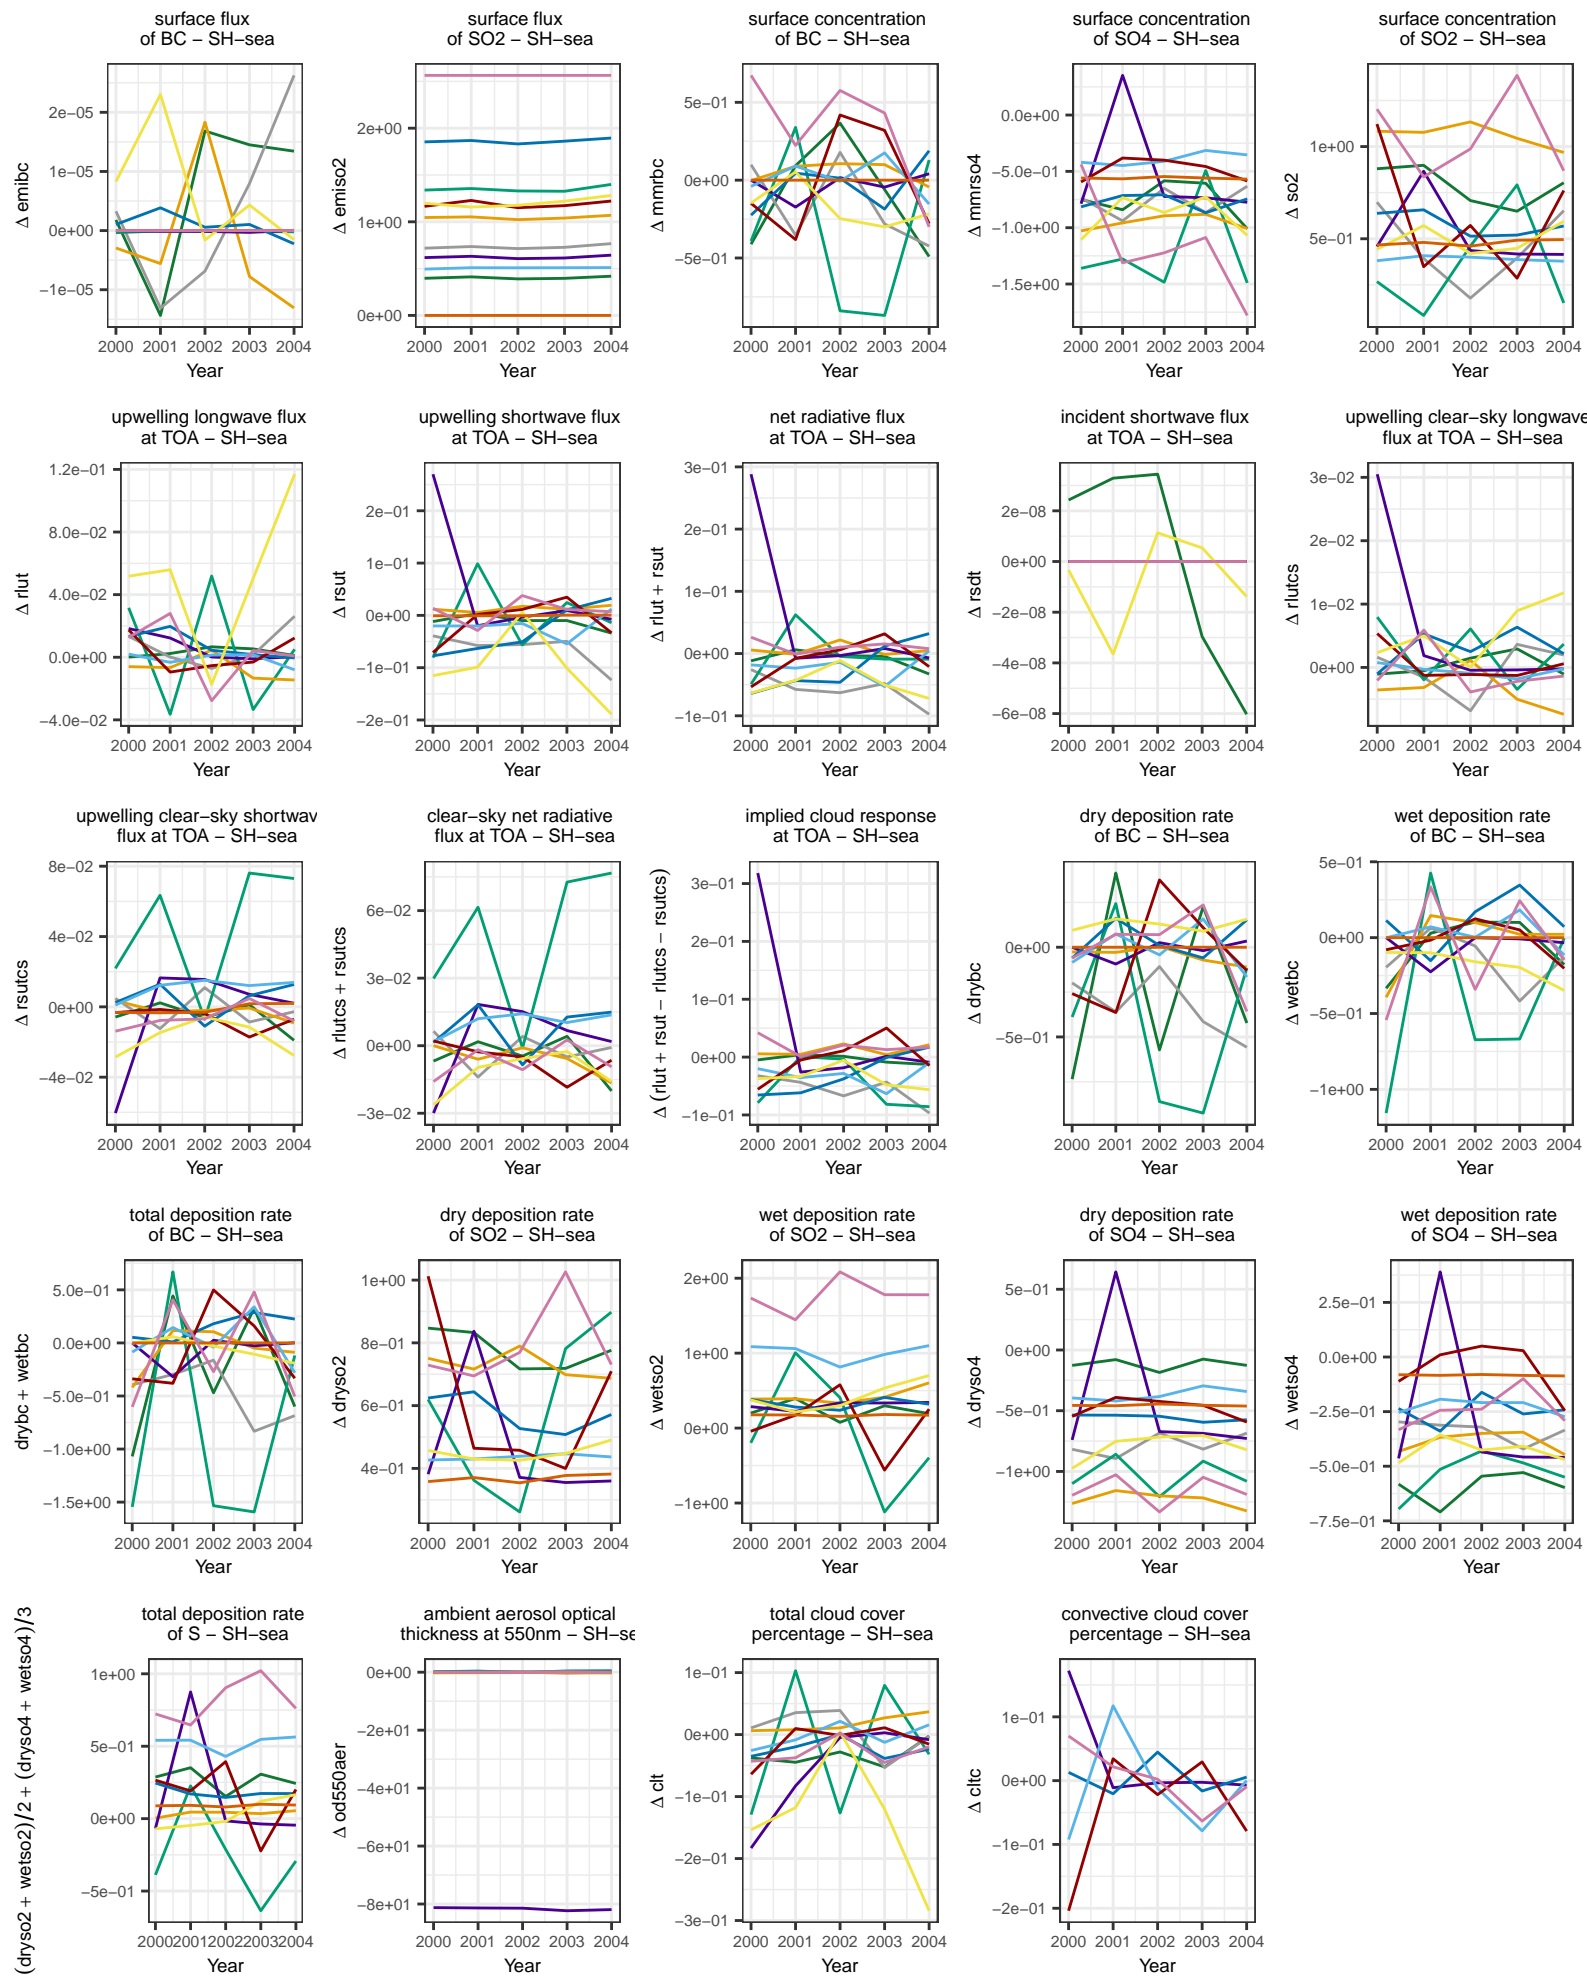 surface flux
of BC − SH−sea
Δ emibc
2e−05
1e−05
0e+00
−1e−05
2000 2001 2002 2003 2004
Year
surface flux
of SO2 − SH−sea
Δ emiso2
2e+00
1e+00
0e+00
2000 2001 2002 2003 2004
Year
surface concentration
of BC − SH−sea
Δ mmrbc
5e−01
0e+00
−5e−01
2000 2001 2002 2003 2004
Year
surface concentration
of SO4 − SH−sea
Δ mmrso4
0.0e+00
−5.0e−01
−1.0e+00
−1.5e+00
2000 2001 2002 2003 2004
Year
surface concentration
of SO2 − SH−sea
Δ so2
1e+00
5e−01
2000 2001 2002 2003 2004
Year
upwelling longwave flux
at TOA − SH−sea
Δ rlut
1.2e−01
8.0e−02
4.0e−02
0.0e+00
−4.0e−02
2000 2001 2002 2003 2004
Year
upwelling shortwave flux
at TOA − SH−sea
Δ rsut
2e−01
1e−01
0e+00
−1e−01
−2e−01
2000 2001 2002 2003 2004
Year
net radiative flux
at TOA − SH−sea
Δ rlut + rsut
3e−01
2e−01
1e−01
0e+00
−1e−01
2000 2001 2002 2003 2004
Year
incident shortwave flux
at TOA − SH−sea
Δ rsdt
2e−08
0e+00
−2e−08
−4e−08
−6e−08
2000 2001 2002 2003 2004
Year
upwelling clear−sky longwave
flux at TOA − SH−sea
Δ rlutcs
3e−02
2e−02
1e−02
0e+00
2000 2001 2002 2003 2004
Year
upwelling clear−sky shortwav
flux at TOA − SH−sea
Δ rsutcs
8e−02
4e−02
0e+00
−4e−02
2000 2001 2002 2003 2004
Year
clear−sky net radiative
flux at TOA − SH−sea
Δ rlutcs + rsutcs
6e−02
3e−02
0e+00
−3e−02
2000 2001 2002 2003 2004
Year
implied cloud response
at TOA − SH−sea
Δ (rlut + rsut − rlutcs − rsutcs)
3e−01
2e−01
1e−01
0e+00
−1e−01
2000 2001 2002 2003 2004
Year
dry deposition rate
of BC − SH−sea
Δ drybc
0e+00
−5e−01
2000 2001 2002 2003 2004
Year
wet deposition rate
of BC − SH−sea
Δ wetbc
5e−01
0e+00
−5e−01
−1e+00
2000 2001 2002 2003 2004
Year
total deposition rate
of BC − SH−sea
drybc + wetbc
5.0e−01
0.0e+00
−5.0e−01
−1.0e+00
−1.5e+00
2000 2001 2002 2003 2004
Year
dry deposition rate
of SO2 − SH−sea
Δ dryso2
1e+00
8e−01
6e−01
4e−01
2000 2001 2002 2003 2004
Year
wet deposition rate
of SO2 − SH−sea
Δ wetso2
2e+00
1e+00
0e+00
−1e+00
2000 2001 2002 2003 2004
Year
dry deposition rate
of SO4 − SH−sea
Δ dryso4
5e−01
0e+00
−5e−01
−1e+00
2000 2001 2002 2003 2004
Year
wet deposition rate
of SO4 − SH−sea
Δ wetso4
2.5e−01
0.0e+00
−2.5e−01
−5.0e−01
−7.5e−01
2000 2001 2002 2003 2004
Year
total deposition rate
of S − SH−sea
(dryso2 + wetso2)/2 + (dryso4 + wetso4)/3
1e+00
5e−01
0e+00
−5e−01
2000 2001 2002 2003 2004
Year
ambient aerosol optical
thickness at 550nm − SH−se
Δ od550aer
0e+00
−2e+01
−4e+01
−6e+01
−8e+01
2000 2001 2002 2003 2004
Year
total cloud cover
percentage − SH−sea
Δ clt
1e−01
0e+00
−1e−01
−2e−01
−3e−01
2000 2001 2002 2003 2004
Year
convective cloud cover
percentage − SH−sea
Δ cltc
1e−01
0e+00
−1e−01
−2e−01
2000 2001 2002 2003 2004
Year